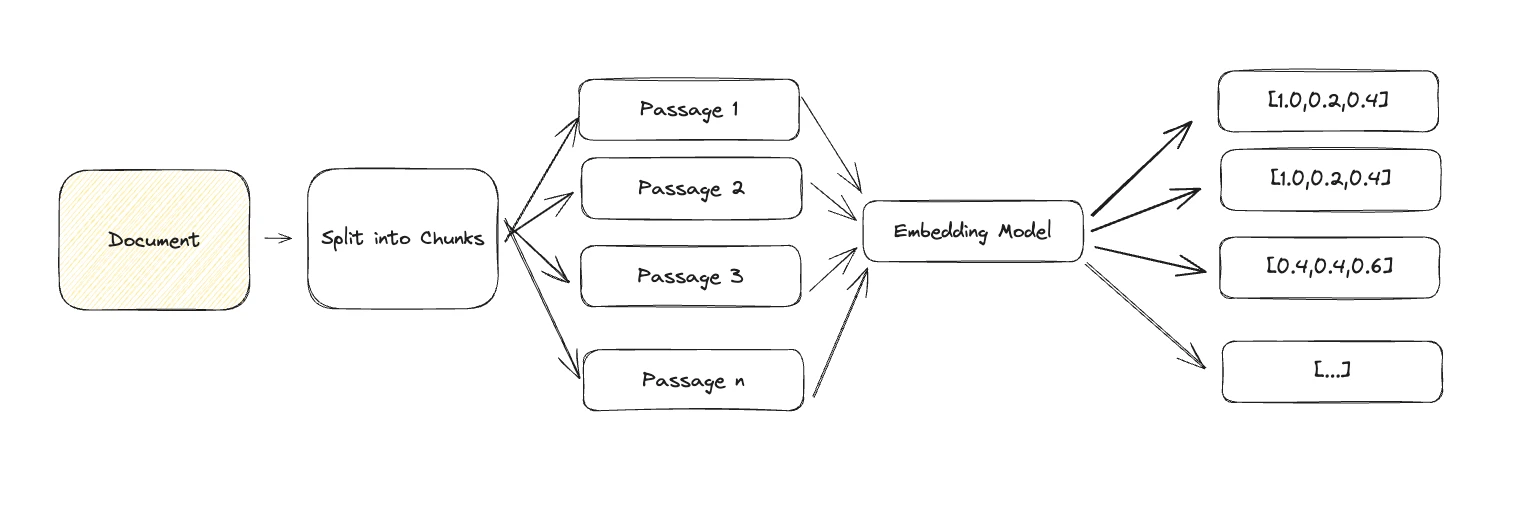 Document
Split into Chunks
Passage 1
Passage 2
Passage 3
Passage n
Embedding Model
[1.0,0.2,0.4]
[1.0,0.2,0.4]
[0.4,0.4,0.6]
[...]